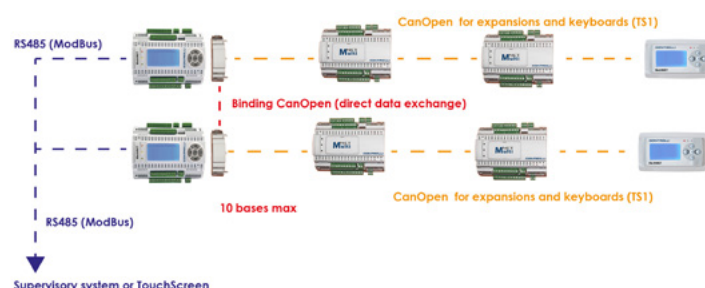 CanOpen for expansions and keyboards (TS1)
RS485 (ModBus)
Binding CanOpen (direct data exchange)
CanOpen for expansions and keyboards (TS1)
10 bases max
RS485 (ModBus)
Supervisory system or TouchScreen